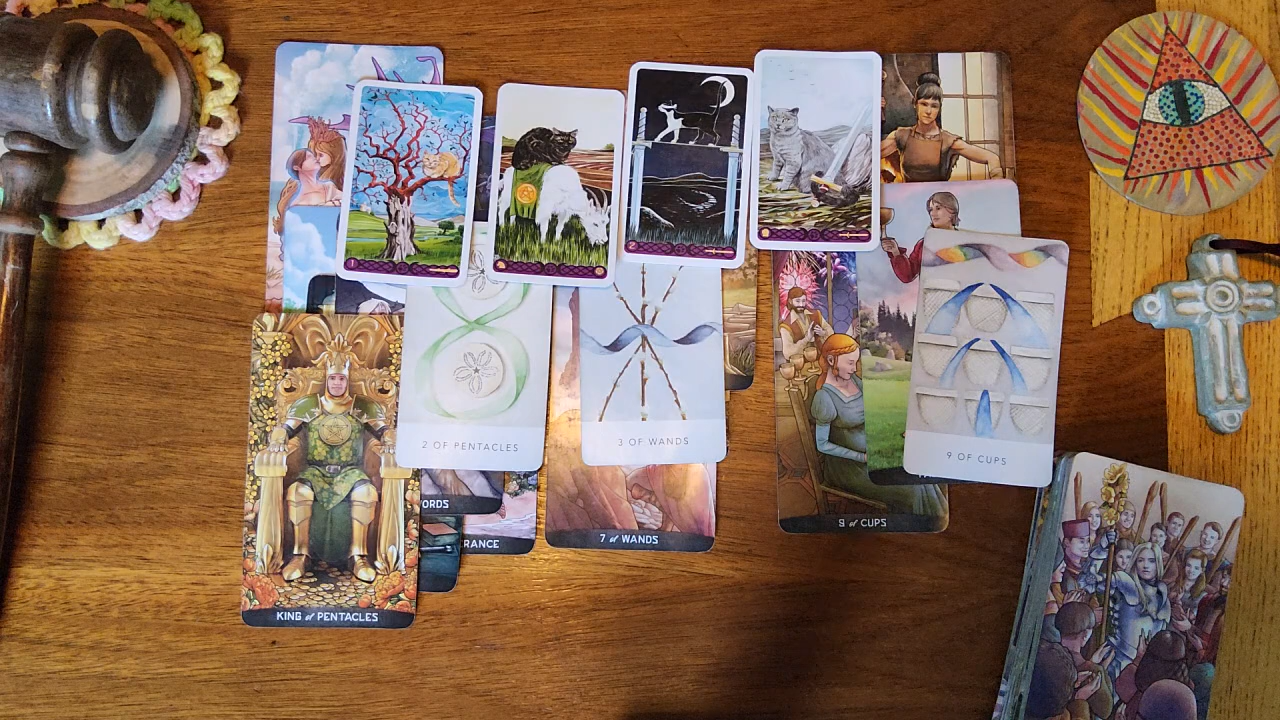 2 OF PENTACLES
3 OF WANDS
9 OF CUPS
ORDS
RANCE
7 of WANDS
9 of CUPS
KING of PENTACLES